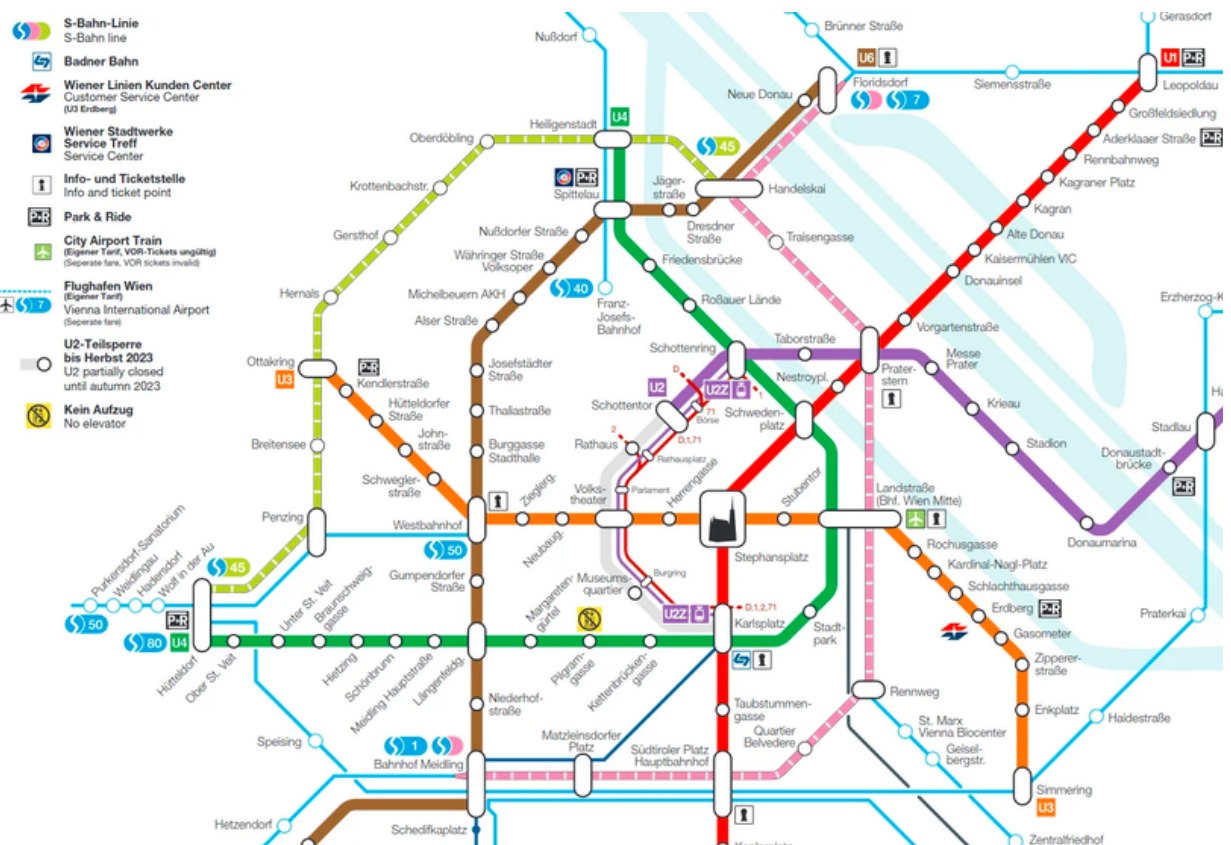 S-Bahn-Linie
S-Bahn line
Badner Bahn
Wiener Linien Kunden Center
Customer Service Center
(U3 Erdberg)
Wiener Stadtwerke
Service Treff
Service Center
Info- und Ticketstelle
Info and ticket point
P+R
Park & Ride
City Airport Train
(Eigener Tarif, VOR-Tickets ungültig)
(Seperate fare, VOR tickets invalid)
7
Flughafen Wien
(Eigener Tarif)
Vienna International Airport
(Seperate fare)
U2-Teilsperre
bis Herbst 2023
U2 partially closed
until autumn 2023
Kein Aufzug
No elevator
Nußdorf
Brünner Straße
Gerasdorf
U6
U1 P+R
Floridsdorf
7
Siemensstraße
Leopoldau
Neue Donau
Großfeldsiedlung
Aderklaaer Straße P+R
Rennbahnweg
Kagraner Platz
Kagran
Alte Donau
Kaisermühlen VIC
Donauinsel
Vorgartenstraße
Heiligenstadt
U4
Oberdöbling
45
Krottenbachstr.
P+R
Spittelau
Jäger-
straße
Handelskai
Dresdner
Straße
Traisengasse
Gersthof
Nußdorfer Straße
Währinger Straße
Volksoper
Friedensbrücke
Michelbeuern AKH
40
Franz-
Josefs-
Bahnhof
Roßauer Lände
Hernals
Alser Straße
Erzherzog-K
Ottakring
U3
P+R
Kendlerstraße
Josefstädter
Straße
Schottenring
Taborstraße
Messe
Prater
Prater-
stern
Hütteldorfer
Straße
Thaliastraße
U2
D
U2Z
1
Nestroypl.
Krieau
Schottentor
71
Börse
Schweden-
platz
D,1,71
2
John-
straße
Burggasse
Stadthalle
Rathaus
Rathausplatz
Stadion
Stadlau
Ha
Breitensee
Donaustadt-
brücke
P+R
Schwegler-
straße
Volks-
theater
Parlament
Herrengasse
Stubentor
Landstraße
(Bhf. Wien Mitte)
Zieglerg.
Neubaug.
Westbahnhof
50
Penzing
Stephansplatz
Donaumarina
Rochusgasse
Kardinal-Nagl-Platz
Schlachthausgasse
Erdberg P+R
Gasometer
Zipperer-
straße
Enkplatz
Purkersdorf-Sanatorium
Weidlingau
Hadersdorf
Wolf in der Au
45
50
P+R
80 U4
Hütteldorf
Ober St. Veit
Unter St. Veit
Braunschweig-
gasse
Hietzing
Schönbrunn
Meidling Hauptstraße
Längenfeldg.
Gumpendorfer
Straße
Margareten-
gürtel
Pilgram-
gasse
Kettenbrücken-
gasse
Museums-
quartier
Burgring
U2Z
D,1,2,71
Karlsplatz
Stadt-
park
Praterkai
Rennweg
Niederhof-
straße
Taubstummen-
gasse
Quartier
Belvedere
St. Marx
Vienna Biocenter
Geisel-
bergstr.
Haidestraße
Speising
1
Bahnhof Meidling
Matzleinsdorfer
Platz
Südtiroler Platz
Hauptbahnhof
Simmering
U3
Hetzendorf
Schedifkaplatz
Zentralfriedhof